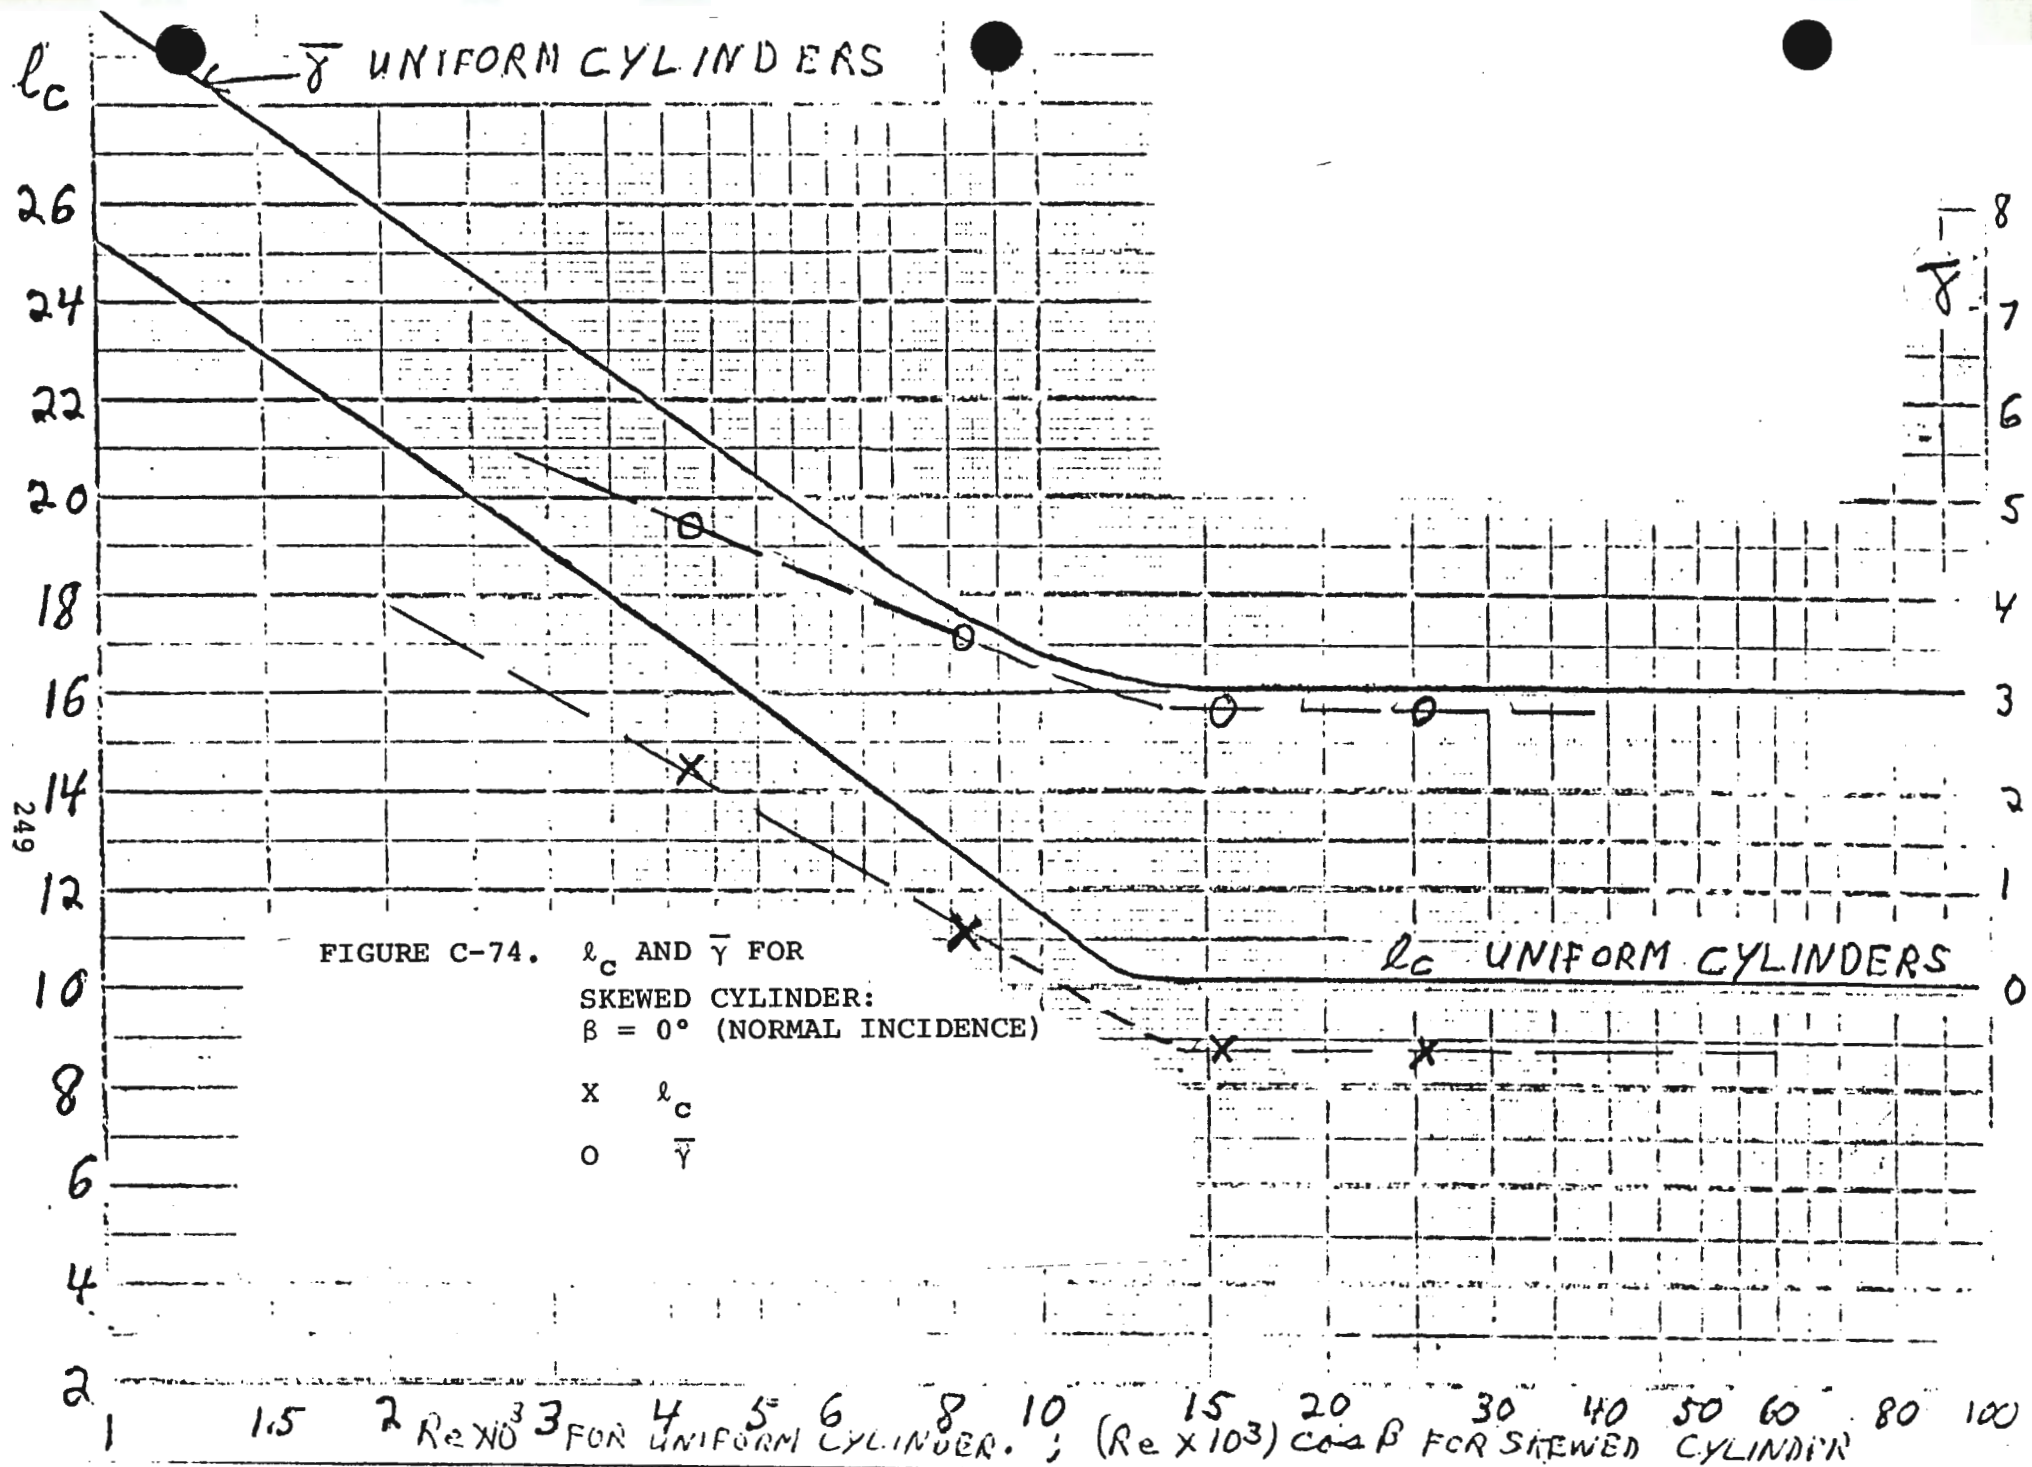 γ̅ UNIFORM CYLINDERS
ℓc
26
24
22
20
18
16
14
12
10
8
6
4
2
8
γ̅
7
6
5
4
3
2
1
0
249
ℓc UNIFORM CYLINDERS
FIGURE C-74. ℓc AND γ̅ FOR
SKEWED CYLINDER:
β = 0° (NORMAL INCIDENCE)
X ℓc
O γ̅
1 1.5 2 3 4 5 6 8 10 15 20 30 40 50 60 80 100
Re X10³ FOR UNIFORM CYLINDER. ; (Re X10³) cos β FOR SKEWED CYLINDER